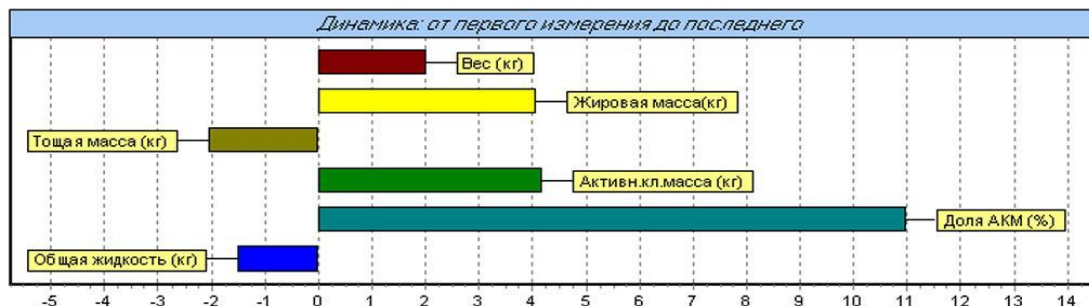 Динамика: от первого измерения до последнего
Вес (кг)
Жировая масса(кг)
Тощая масса (кг)
Активн.кл.масса (кг)
Доля АКМ (%)
Общая жидкость (кг)
-5 -4 -3 -2 -1 0 1 2 3 4 5 6 7 8 9 10 11 12 13 14